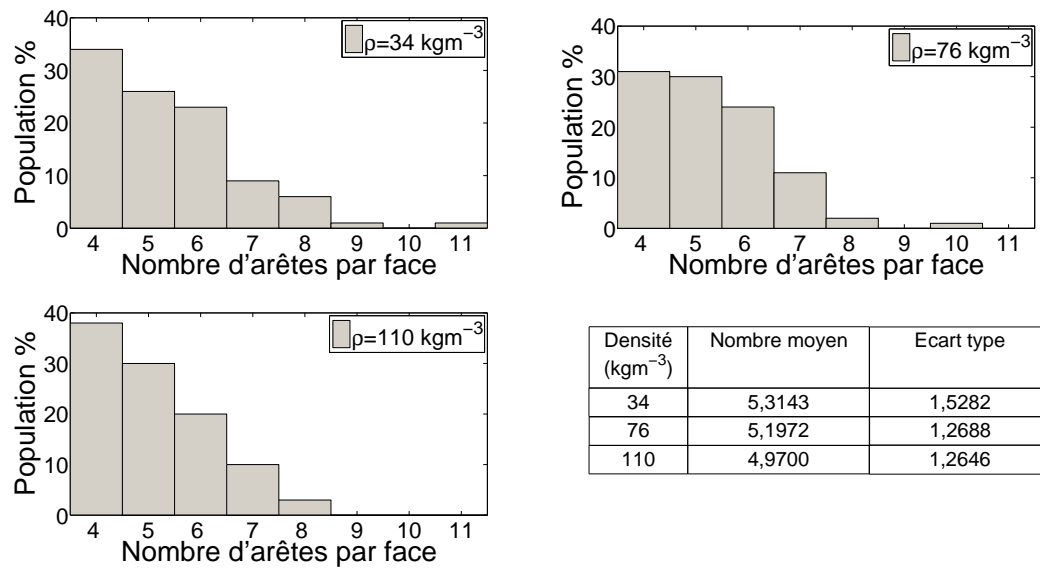 40
30
20
10
0
Population %
ρ=34 kgm⁻³
4 5 6 7 8 9 10 11
Nombre d'arêtes par face
40
30
20
10
0
Population %
ρ=76 kgm⁻³
4 5 6 7 8 9 10 11
Nombre d'arêtes par face
40
30
20
10
0
Population %
ρ=110 kgm⁻³
4 5 6 7 8 9 10 11
Nombre d'arêtes par face
Densité Nombre moyen Ecart type
(kgm⁻³)
34 5,3143 1,5282
76 5,1972 1,2688
110 4,9700 1,2646